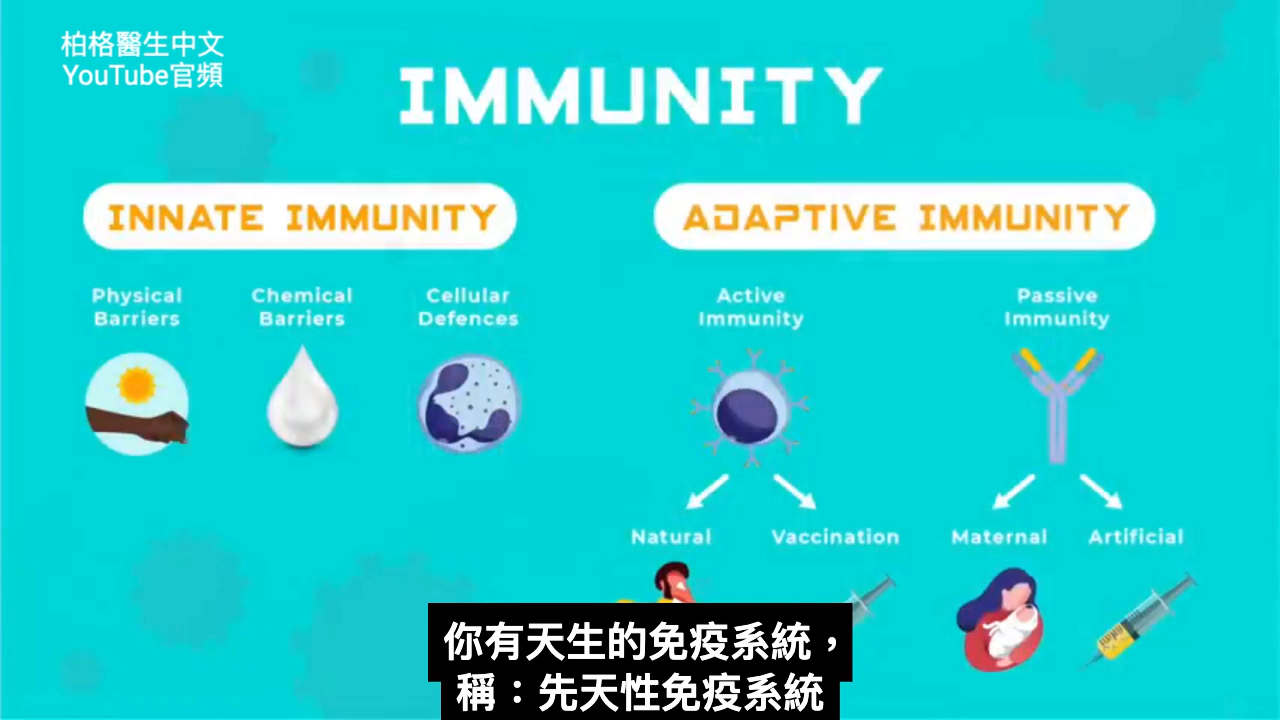 柏格醫生中文
YouTube官頻
IMMUNITY
INNATE IMMUNITY
ADAPTIVE IMMUNITY
Physical
Barriers
Chemical
Barriers
Cellular
Defences
Active
Immunity
Passive
Immunity
Natural
Vaccination
Maternal
Artificial
你有天生的免疫系統，
稱：先天性免疫系統